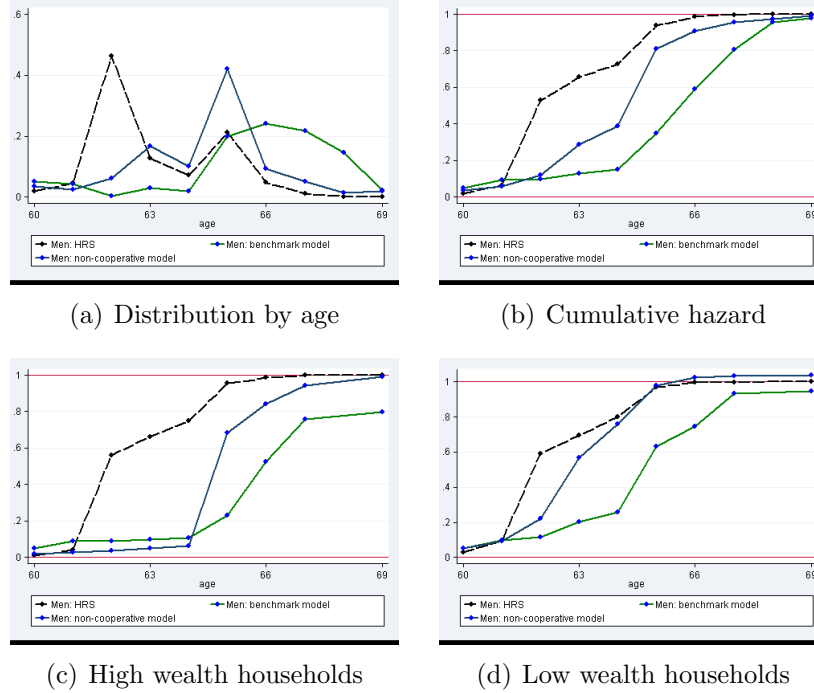 .6
.4
.2
0
60 63 66 69
age
Men: HRS Men: benchmark model
Men: non-cooperative model
(a) Distribution by age
1
.8
.6
.4
.2
0
60 63 66 69
age
Men: HRS Men: benchmark model
Men: non-cooperative model
(b) Cumulative hazard
1
.8
.6
.4
.2
0
60 63 66 69
age
Men: HRS Men: benchmark model
Men: non-cooperative model
(c) High wealth households
1
.8
.6
.4
.2
0
60 63 66 69
age
Men: HRS Men: benchmark model
Men: non-cooperative model
(d) Low wealth households